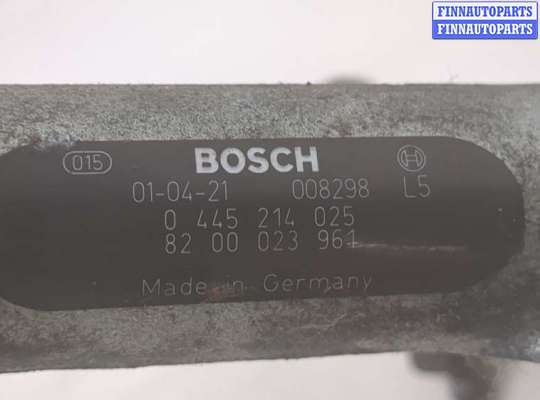 FINNAUTOPARTS
FINNAUTOPARTS
015 BOSCH
01-04-21 008298 L5
0 445 214 025
82 00 023 961
Made in Germany